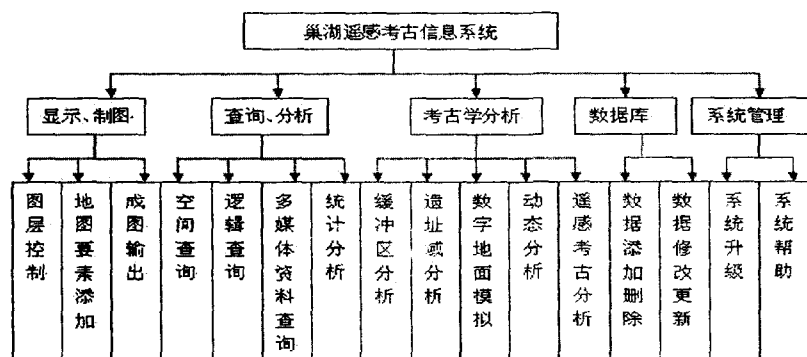 巢湖遥感考古信息系统
显示、制图
查询、分析
考古学分析
数据库
系统管理
图层控制
地图要素添加
成图输出
空间查询
逻辑查询
多媒体资料查询
统计分析
缓冲区分析
遗址域分析
数字地面模拟
动态分析
遥感考古分析
数据添加删除
数据修改更新
系统升级
系统帮助